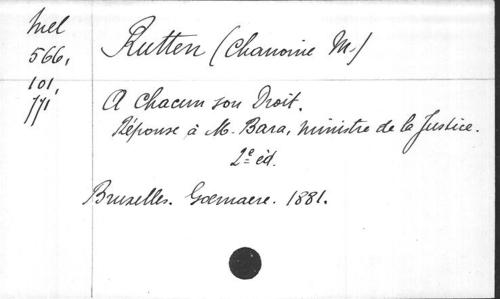 Mel
566,
101,
771
Rutten (Chanoine M.)
A chacun son Droit.
Réponse à M. Bara, ministre de la Justice.
2e éd.
Bruxelles. Goemaere. 1881.